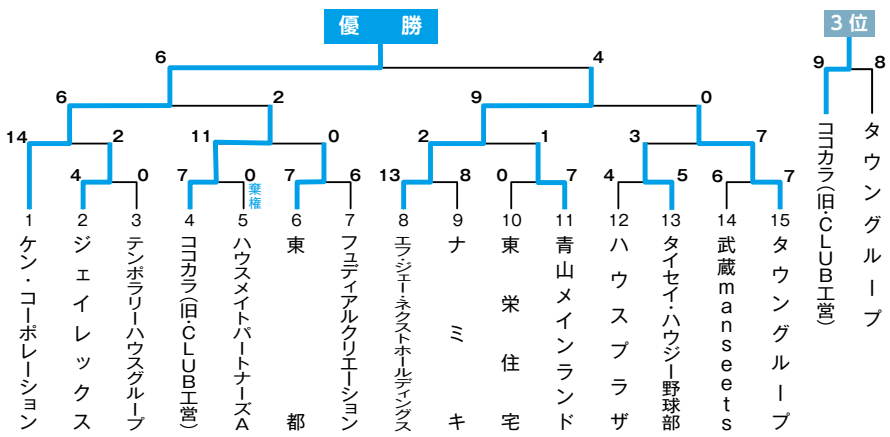 優 勝
3位
6 4
9 8
6 2 9 0
14 2 11 0 2 1 3 7
4 0 7 0 7 6 13 8 0 7 4 5 6 7
棄権
1 2 3 4 5 6 7 8 9 10 11 12 13 14 15
ケン・コーポレーション
ジェイレックス
テンポラリーハウスグループ
ココカラ(旧・CLUB工営)
ハウスメイトパートナーズA
東都
フュディアルクリエーション
エフ・ジェー・ネクストホールディングス
ナミキ
東栄住宅
青山メインランド
ハウスプラザ
タイセイ・ハウジー野球部
武蔵manseets
タウングループ
ココカラ(旧・CLUB工営)
タウングループ